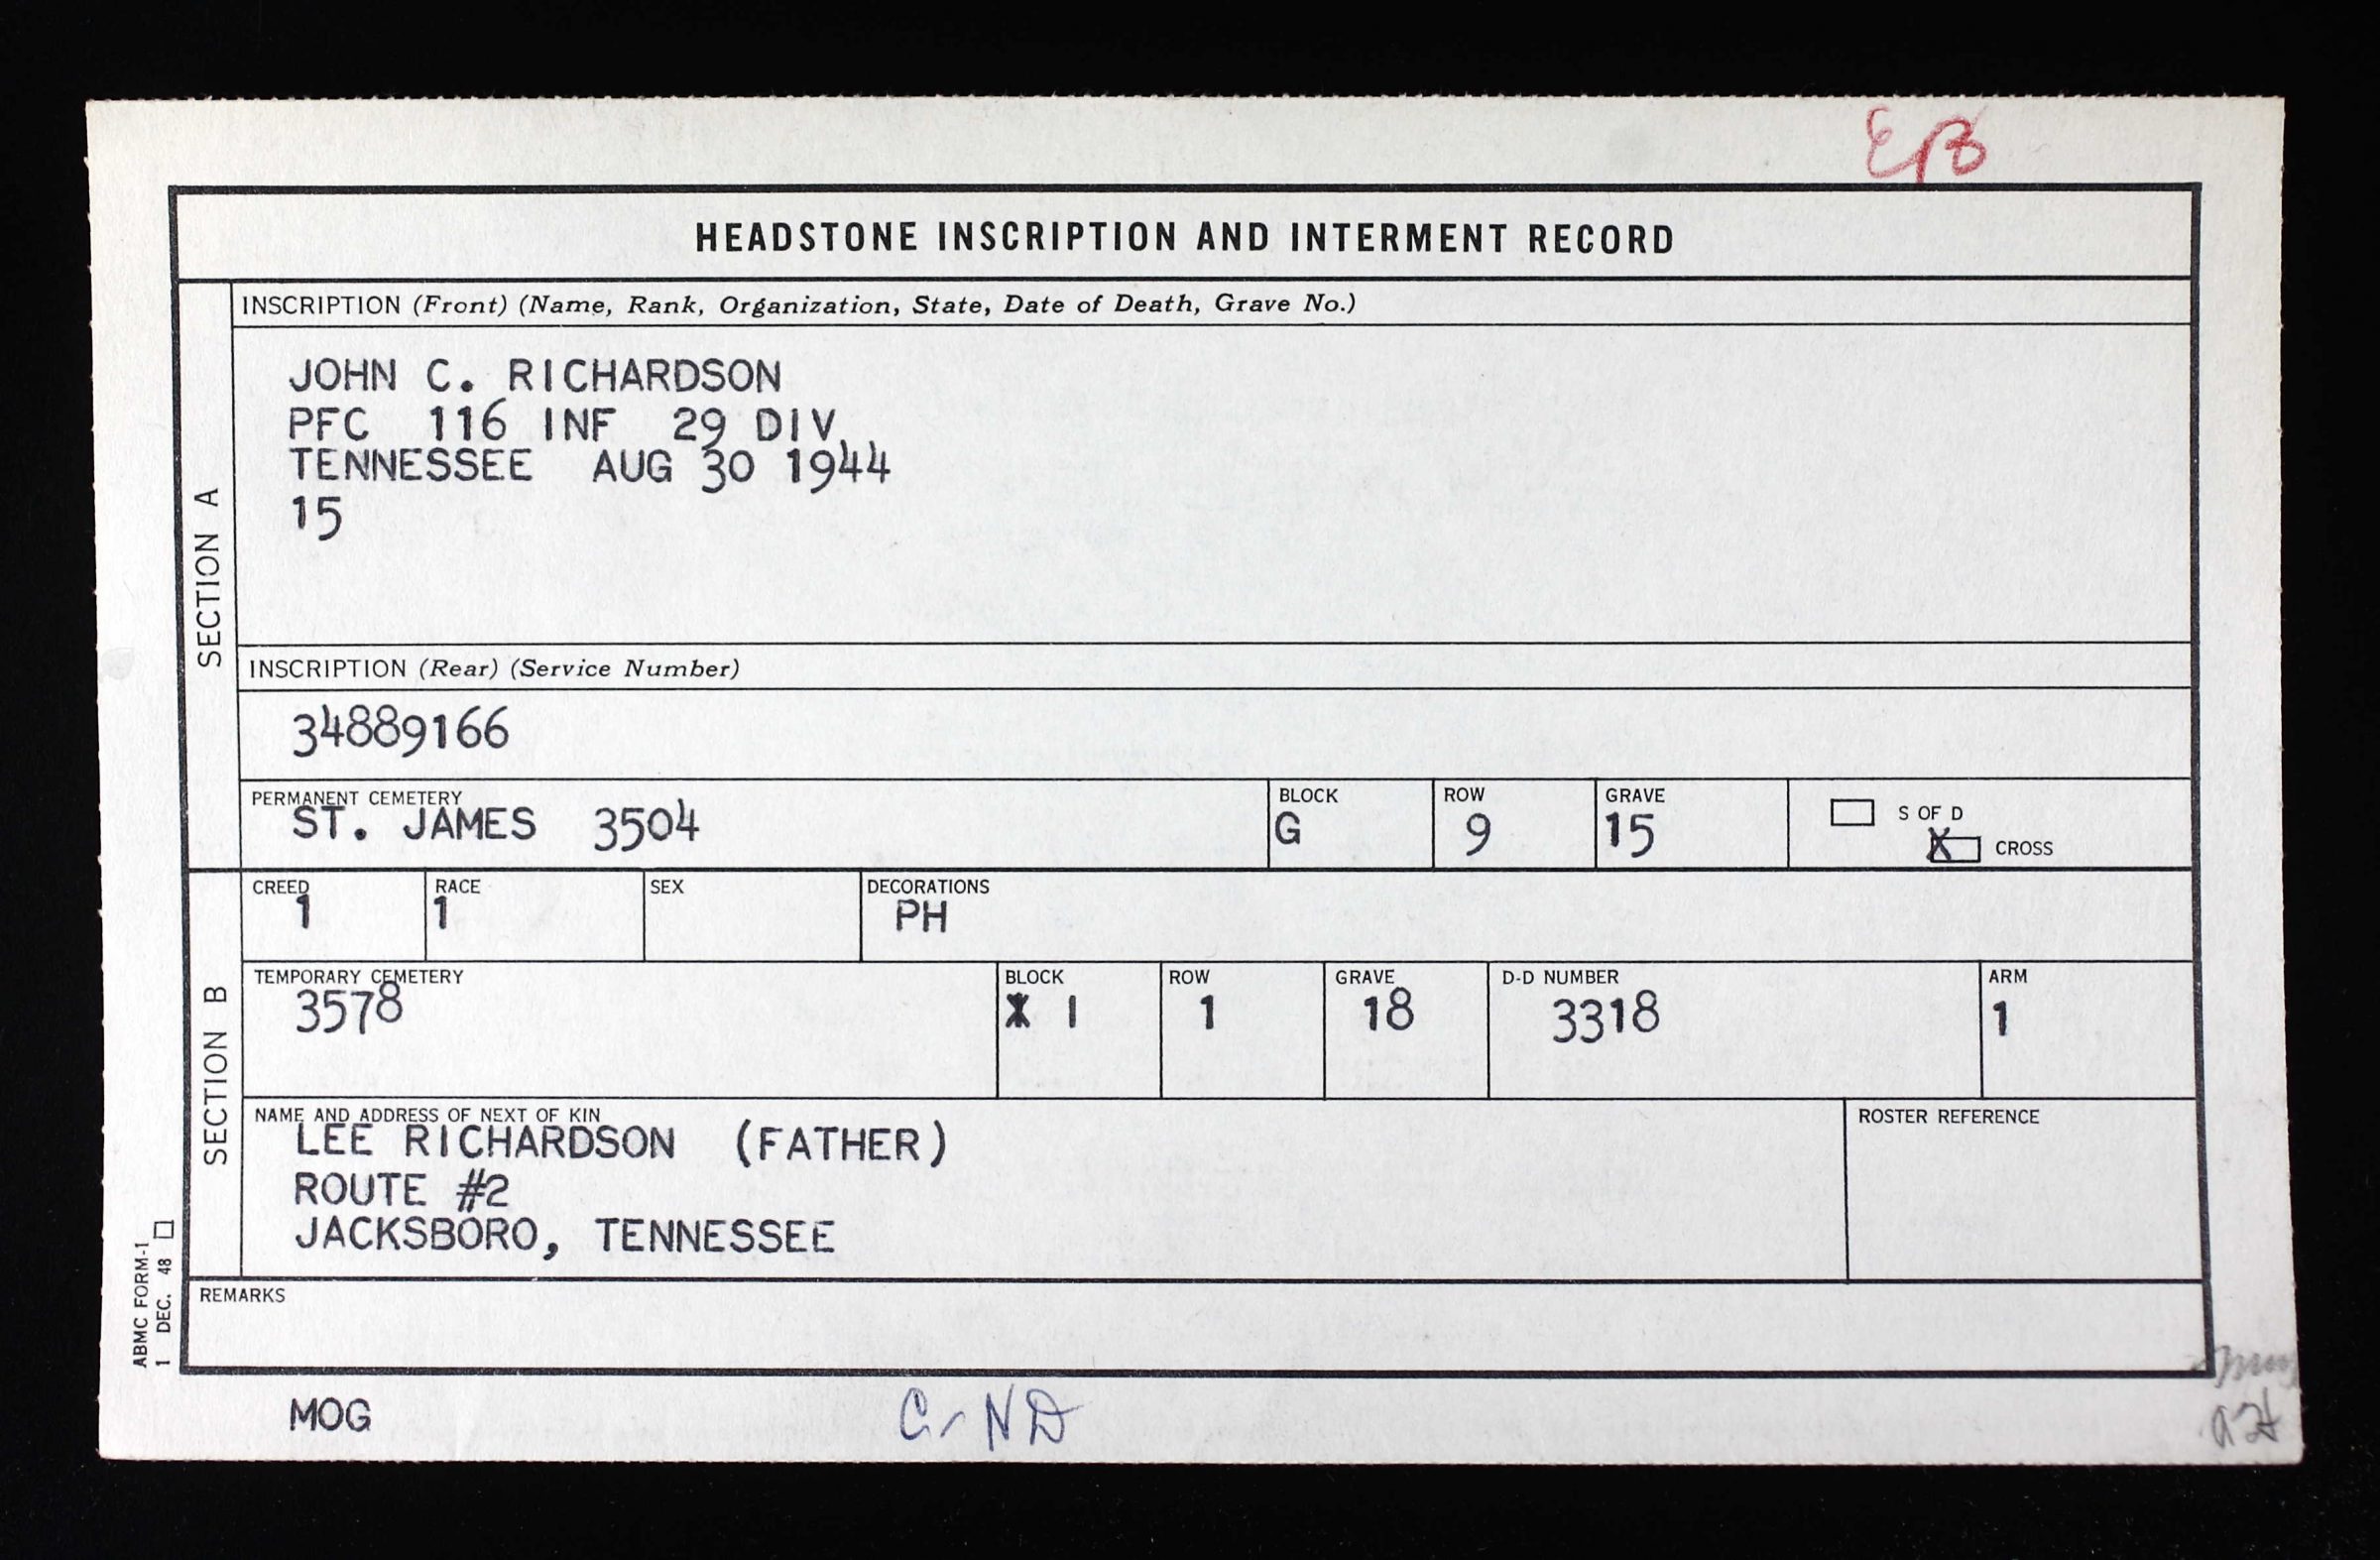 EB
HEADSTONE INSCRIPTION AND INTERMENT RECORD
SECTION A
INSCRIPTION (Front) (Name, Rank, Organization, State, Date of Death, Grave No.)
JOHN C. RICHARDSON
PFC 116 INF 29 DIV
TENNESSEE AUG 30 1944
15
INSCRIPTION (Rear) (Service Number)
34889166
PERMANENT CEMETERY BLOCK ROW GRAVE
ST. JAMES 3504 G 9 15
S OF D
X CROSS
SECTION B
CREED RACE SEX DECORATIONS
1 1 PH
TEMPORARY CEMETERY BLOCK ROW GRAVE D-D NUMBER ARM
3578 1 1 18 3318 1
NAME AND ADDRESS OF NEXT OF KIN ROSTER REFERENCE
LEE RICHARDSON (FATHER)
ROUTE #2
JACKSBORO, TENNESSEE
REMARKS
ABMC FORM-1
1 DEC. 48
MOG C-ND